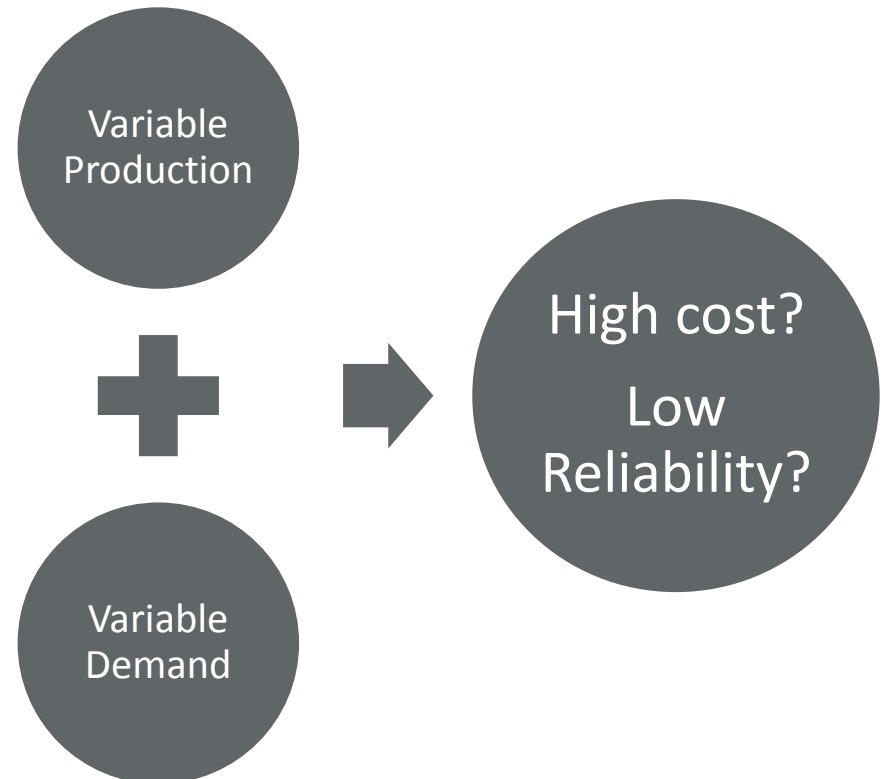 Variable
Production
Variable
Demand
High cost?
Low
Reliability?